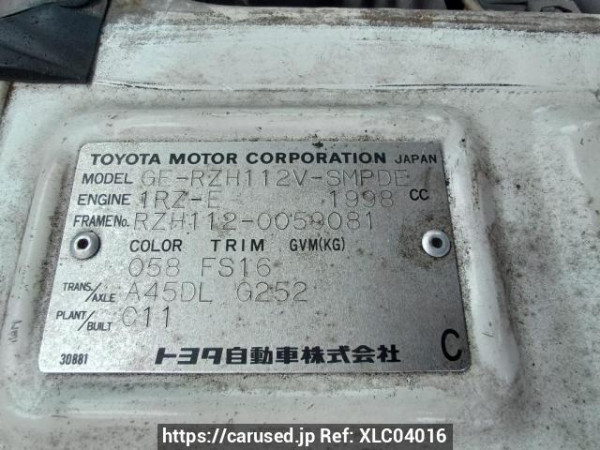 TOYOTA MOTOR CORPORATION JAPAN
MODEL GE-RZH112V-SMPDE
ENGINE 1RZ-E 1998 CC
FRAME No. RZH112-0059081
COLOR TRIM GVM(KG)
058 FS16
TRANS/AXLE A45DL G252
PLANT/BUILT C11
30881 トヨタ自動車株式会社 C
https://carused.jp Ref: XLC04016